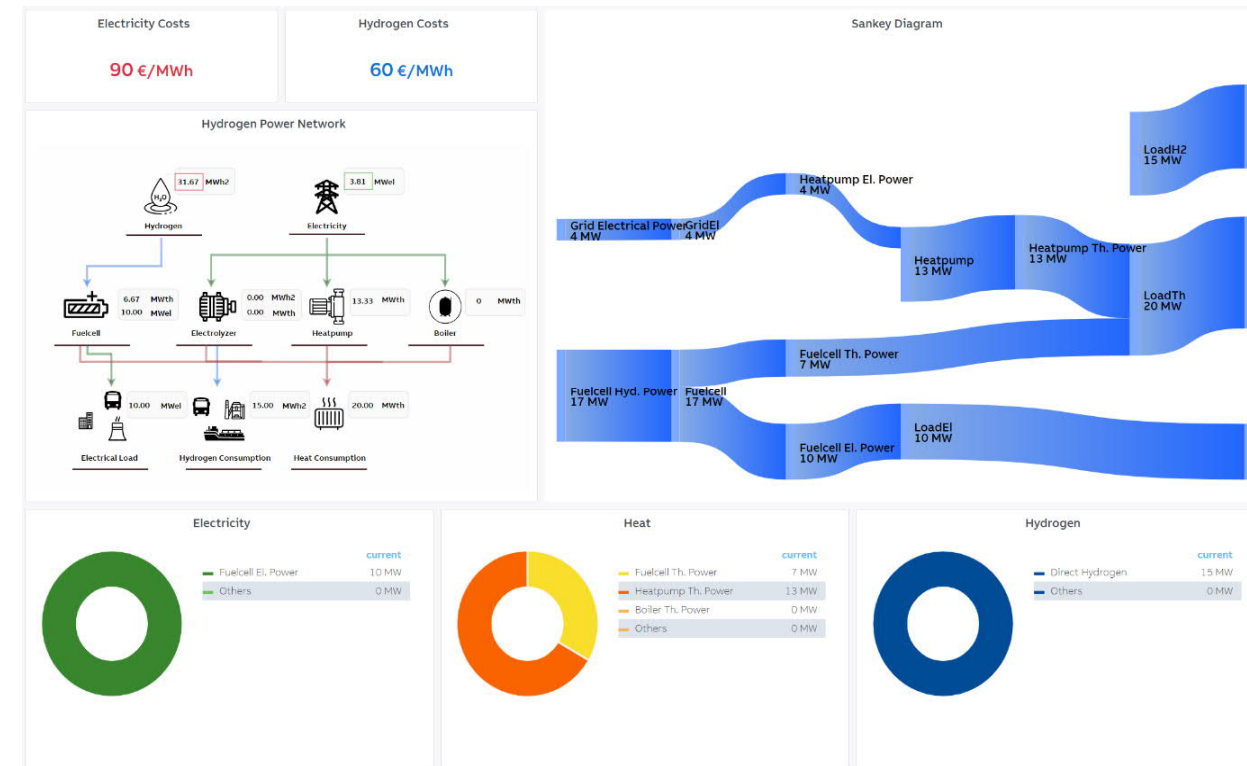 Electricity Costs
90 €/MWh
Hydrogen Costs
60 €/MWh
Hydrogen Power Network
31.67 MWh2
3.81 MWel
H₂O
Hydrogen
Electricity
6.67 MWth
10.00 MWel
0.00 MWh2
0.00 MWth
13.33 MWth
0 MWth
Fuelcell
Electrolyzer
Heatpump
Boiler
10.00 MWel
15.00 MWh2
20.00 MWth
Electrical Load
Hydrogen Consumption
Heat Consumption
Sankey Diagram
LoadH2
15 MW
Heatpump El. Power
4 MW
Grid Electrical Power
4 MW
GridEl
4 MW
Heatpump
13 MW
Heatpump Th. Power
13 MW
LoadTh
20 MW
Fuelcell Th. Power
7 MW
Fuelcell Hyd. Power
17 MW
Fuelcell
17 MW
LoadEl
10 MW
Fuelcell El. Power
10 MW
Electricity
current
Fuelcell El. Power 10 MW
Others 0 MW
Heat
current
Fuelcell Th. Power 7 MW
Heatpump Th. Power 13 MW
Boiler Th. Power 0 MW
Others 0 MW
Hydrogen
current
Direct Hydrogen 15 MW
Others 0 MW